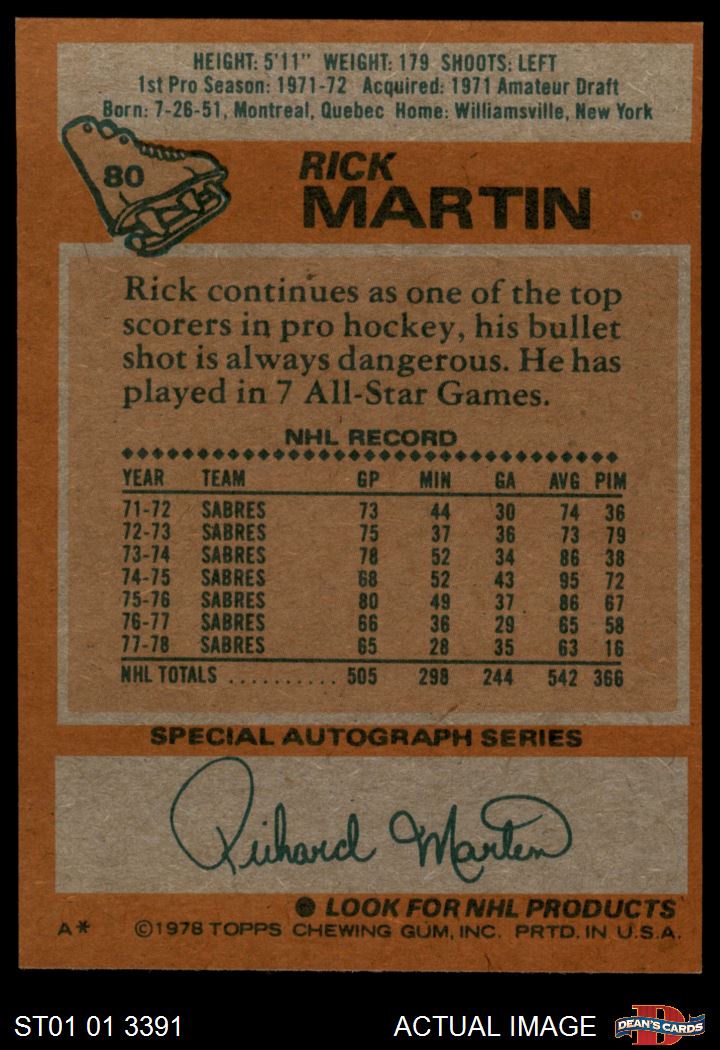 HEIGHT: 5'11" WEIGHT: 179 SHOOTS: LEFT
1st Pro Season: 1971-72 Acquired: 1971 Amateur Draft
Born: 7-26-51, Montreal, Quebec Home: Williamsville, New York
80
RICK
MARTIN
Rick continues as one of the top
scorers in pro hockey, his bullet
shot is always dangerous. He has
played in 7 All-Star Games.
NHL RECORD
YEAR TEAM GP MIN GA AVG PIM
71-72 SABRES 73 44 30 74 36
72-73 SABRES 75 37 36 73 79
73-74 SABRES 78 52 34 86 38
74-75 SABRES 68 52 43 95 72
75-76 SABRES 80 49 37 86 67
76-77 SABRES 66 36 29 65 58
77-78 SABRES 65 28 35 63 16
NHL TOTALS .......... 505 298 244 542 366
SPECIAL AUTOGRAPH SERIES
Richard Martin
● LOOK FOR NHL PRODUCTS
A* ©1978 TOPPS CHEWING GUM, INC. PRTD. IN U.S.A.
ST01 01 3391 ACTUAL IMAGE D DEAN'S CARDS